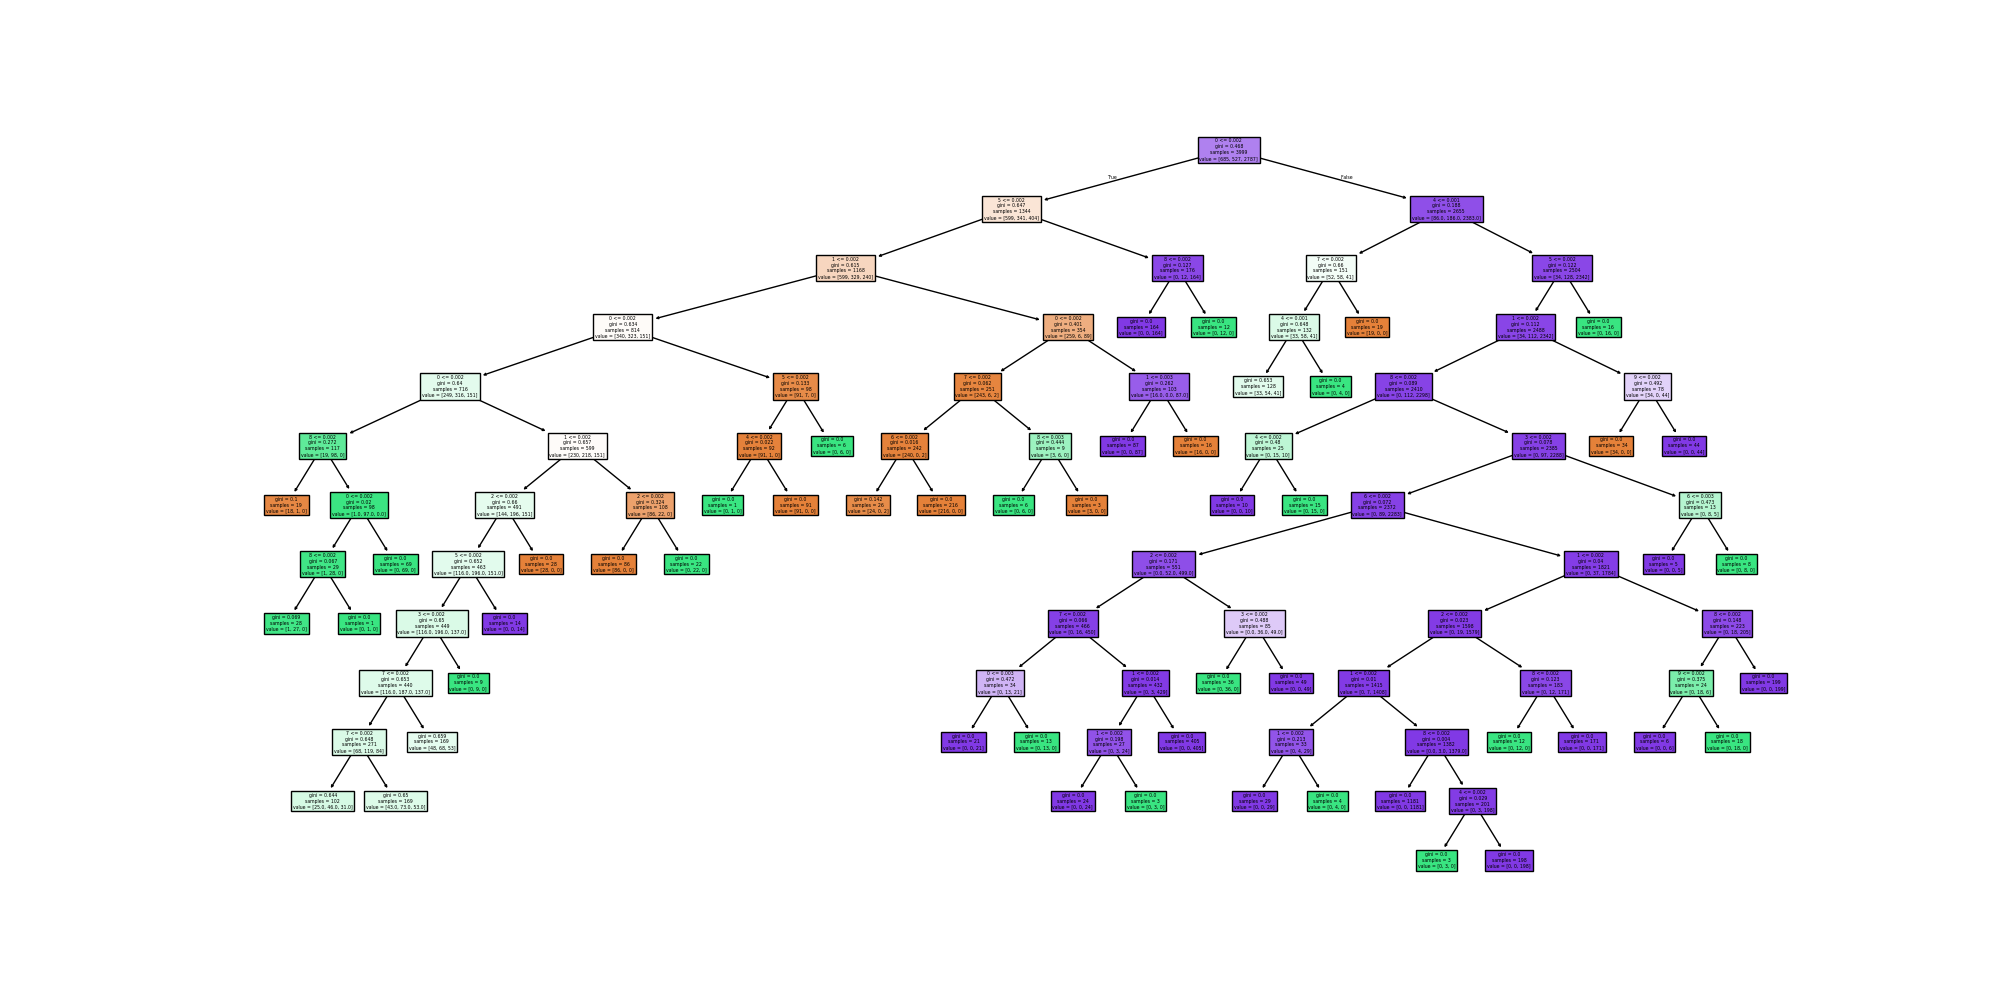 0 <= 0.002
gini = 0.468
samples = 3999
value = [685, 527, 2787]
True
False
5 <= 0.002
gini = 0.647
samples = 1344
value = [599, 341, 404]
4 <= 0.001
gini = 0.188
samples = 2655
value = [86.0, 186.0, 2383.0]
1 <= 0.002
gini = 0.615
samples = 1168
value = [599, 329, 240]
8 <= 0.002
gini = 0.127
samples = 176
value = [0, 12, 164]
7 <= 0.002
gini = 0.66
samples = 151
value = [52, 58, 41]
5 <= 0.002
gini = 0.122
samples = 2504
value = [34, 128, 2342]
0 <= 0.002
gini = 0.634
samples = 814
value = [340, 323, 151]
0 <= 0.002
gini = 0.401
samples = 354
value = [259, 6, 89]
gini = 0.0
samples = 164
value = [0, 0, 164]
gini = 0.0
samples = 12
value = [0, 12, 0]
4 <= 0.001
gini = 0.648
samples = 132
value = [33, 58, 41]
gini = 0.0
samples = 19
value = [19, 0, 0]
1 <= 0.002
gini = 0.112
samples = 2488
value = [34, 112, 2342]
gini = 0.0
samples = 16
value = [0, 16, 0]
0 <= 0.002
gini = 0.64
samples = 716
value = [249, 316, 151]
5 <= 0.002
gini = 0.133
samples = 98
value = [91, 7, 0]
7 <= 0.002
gini = 0.062
samples = 251
value = [243, 6, 2]
1 <= 0.003
gini = 0.262
samples = 103
value = [16.0, 0.0, 87.0]
gini = 0.653
samples = 128
value = [33, 54, 41]
gini = 0.0
samples = 4
value = [0, 4, 0]
gini = 0.089
samples = 2410
value = [0, 112, 2298]
9 <= 0.002
gini = 0.492
samples = 78
value = [34, 0, 44]
8 <= 0.002
gini = 0.272
samples = 117
value = [19, 98, 0]
1 <= 0.002
gini = 0.657
samples = 599
value = [230, 218, 151]
4 <= 0.002
gini = 0.022
samples = 92
value = [91, 1, 0]
gini = 0.0
samples = 6
value = [0, 6, 0]
6 <= 0.002
gini = 0.016
samples = 242
value = [240, 0, 2]
8 <= 0.003
gini = 0.444
samples = 9
value = [3, 6, 0]
gini = 0.0
samples = 87
value = [0, 0, 87]
gini = 0.0
samples = 16
value = [16, 0, 0]
4 <= 0.002
gini = 0.48
samples = 25
value = [0, 15, 10]
3 <= 0.002
gini = 0.078
samples = 2385
value = [0, 97, 2288]
gini = 0.0
samples = 34
value = [34, 0, 0]
gini = 0.0
samples = 44
value = [0, 0, 44]
gini = 0.1
samples = 19
value = [18, 1, 0]
0 <= 0.002
gini = 0.02
samples = 98
value = [1.0, 97.0, 0.0]
2 <= 0.002
gini = 0.66
samples = 491
value = [144, 196, 151]
2 <= 0.002
gini = 0.324
samples = 108
value = [86, 22, 0]
gini = 0.0
samples = 1
value = [0, 1, 0]
gini = 0.0
samples = 91
value = [91, 0, 0]
gini = 0.142
samples = 26
value = [24, 0, 2]
gini = 0.0
samples = 216
value = [216, 0, 0]
gini = 0.0
samples = 6
value = [0, 6, 0]
gini = 0.0
samples = 3
value = [3, 0, 0]
gini = 0.0
samples = 10
value = [0, 0, 10]
gini = 0.0
samples = 15
value = [0, 15, 0]
6 <= 0.002
gini = 0.072
samples = 2372
value = [0, 89, 2283]
6 <= 0.003
gini = 0.473
samples = 13
value = [0, 8, 5]
8 <= 0.002
gini = 0.067
samples = 29
value = [1, 28, 0]
gini = 0.0
samples = 69
value = [0, 69, 0]
5 <= 0.002
gini = 0.652
samples = 463
value = [116.0, 196.0, 151.0]
gini = 0.0
samples = 28
value = [28, 0, 0]
gini = 0.0
samples = 86
value = [86, 0, 0]
gini = 0.0
samples = 22
value = [0, 22, 0]
2 <= 0.002
gini = 0.171
samples = 551
value = [0.0, 52.0, 499.0]
1 <= 0.002
gini = 0.04
samples = 1821
value = [0, 37, 1784]
gini = 0.0
samples = 5
value = [0, 0, 5]
gini = 0.0
samples = 8
value = [0, 8, 0]
gini = 0.069
samples = 28
value = [1, 27, 0]
gini = 0.0
samples = 1
value = [0, 1, 0]
3 <= 0.002
gini = 0.65
samples = 449
value = [116.0, 196.0, 137.0]
gini = 0.0
samples = 14
value = [0, 0, 14]
7 <= 0.002
gini = 0.066
samples = 466
value = [0, 16, 450]
3 <= 0.002
gini = 0.488
samples = 85
value = [0.0, 36.0, 49.0]
2 <= 0.002
gini = 0.023
samples = 1598
value = [0, 19, 1579]
8 <= 0.002
gini = 0.148
samples = 223
value = [0, 18, 205]
7 <= 0.002
gini = 0.653
samples = 440
value = [116.0, 187.0, 137.0]
gini = 0.0
samples = 9
value = [0, 9, 0]
0 <= 0.003
gini = 0.472
samples = 34
value = [0, 13, 21]
1 <= 0.002
gini = 0.014
samples = 432
value = [0, 3, 429]
gini = 0.0
samples = 36
value = [0, 36, 0]
gini = 0.0
samples = 49
value = [0, 0, 49]
1 <= 0.002
gini = 0.01
samples = 1415
value = [0, 7, 1408]
gini = 0.123
samples = 183
value = [0, 12, 171]
9 <= 0.002
gini = 0.375
samples = 24
value = [0, 18, 6]
gini = 0.0
samples = 199
value = [0, 0, 199]
7 <= 0.002
gini = 0.648
samples = 271
value = [68, 119, 84]
gini = 0.659
samples = 169
value = [48, 68, 53]
gini = 0.0
samples = 21
value = [0, 0, 21]
gini = 0.0
samples = 13
value = [0, 13, 0]
1 <= 0.002
gini = 0.198
samples = 27
value = [0, 3, 24]
gini = 0.0
samples = 405
value = [0, 0, 405]
1 <= 0.002
gini = 0.213
samples = 33
value = [0, 4, 29]
8 <= 0.002
gini = 0.004
samples = 1382
value = [0.0, 3.0, 1379.0]
gini = 0.0
samples = 12
value = [0, 12, 0]
gini = 0.0
samples = 171
value = [0, 0, 171]
gini = 0.0
samples = 6
value = [0, 0, 6]
gini = 0.0
samples = 18
value = [0, 18, 0]
gini = 0.644
samples = 102
value = [25.0, 46.0, 31.0]
gini = 0.65
samples = 169
value = [43.0, 73.0, 53.0]
gini = 0.0
samples = 24
value = [0, 0, 24]
gini = 0.0
samples = 3
value = [0, 3, 0]
gini = 0.0
samples = 29
value = [0, 0, 29]
gini = 0.0
samples = 4
value = [0, 4, 0]
gini = 0.0
samples = 1181
value = [0, 0, 1181]
4 <= 0.002
gini = 0.029
samples = 201
value = [0, 3, 198]
gini = 0.0
samples = 3
value = [0, 3, 0]
gini = 0.0
samples = 198
value = [0, 0, 198]